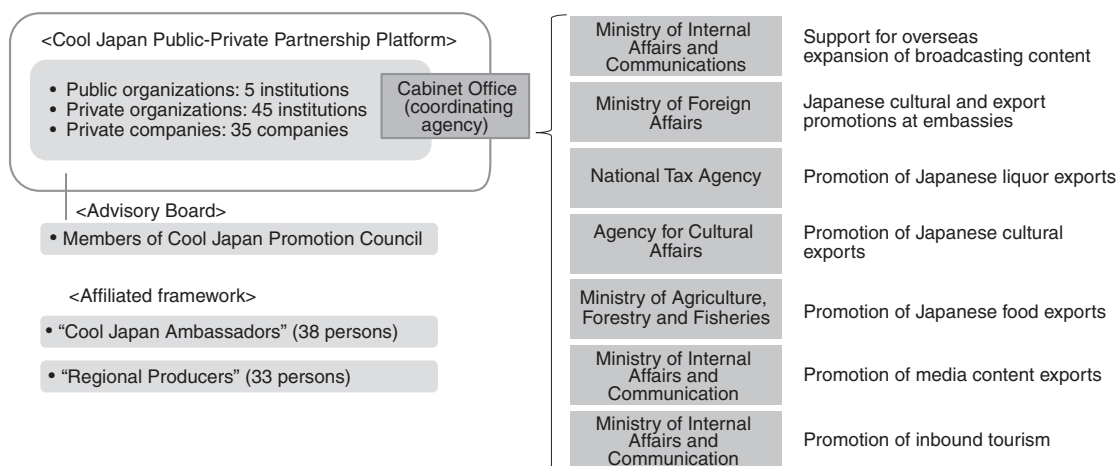 <Cool Japan Public-Private Partnership Platform>
• Public organizations: 5 institutions
• Private organizations: 45 institutions
• Private companies: 35 companies
Cabinet Office
(coordinating
agency)
<Advisory Board>
• Members of Cool Japan Promotion Council
<Affiliated framework>
• “Cool Japan Ambassadors” (38 persons)
• “Regional Producers” (33 persons)
Ministry of Internal
Affairs and
Communications
Support for overseas
expansion of broadcasting content
Ministry of Foreign
Affairs
Japanese cultural and export
promotions at embassies
National Tax Agency
Promotion of Japanese liquor exports
Agency for Cultural
Affairs
Promotion of Japanese cultural
exports
Ministry of Agriculture,
Forestry and Fisheries
Promotion of Japanese food exports
Ministry of Internal
Affairs and
Communication
Promotion of media content exports
Ministry of Internal
Affairs and
Communication
Promotion of inbound tourism